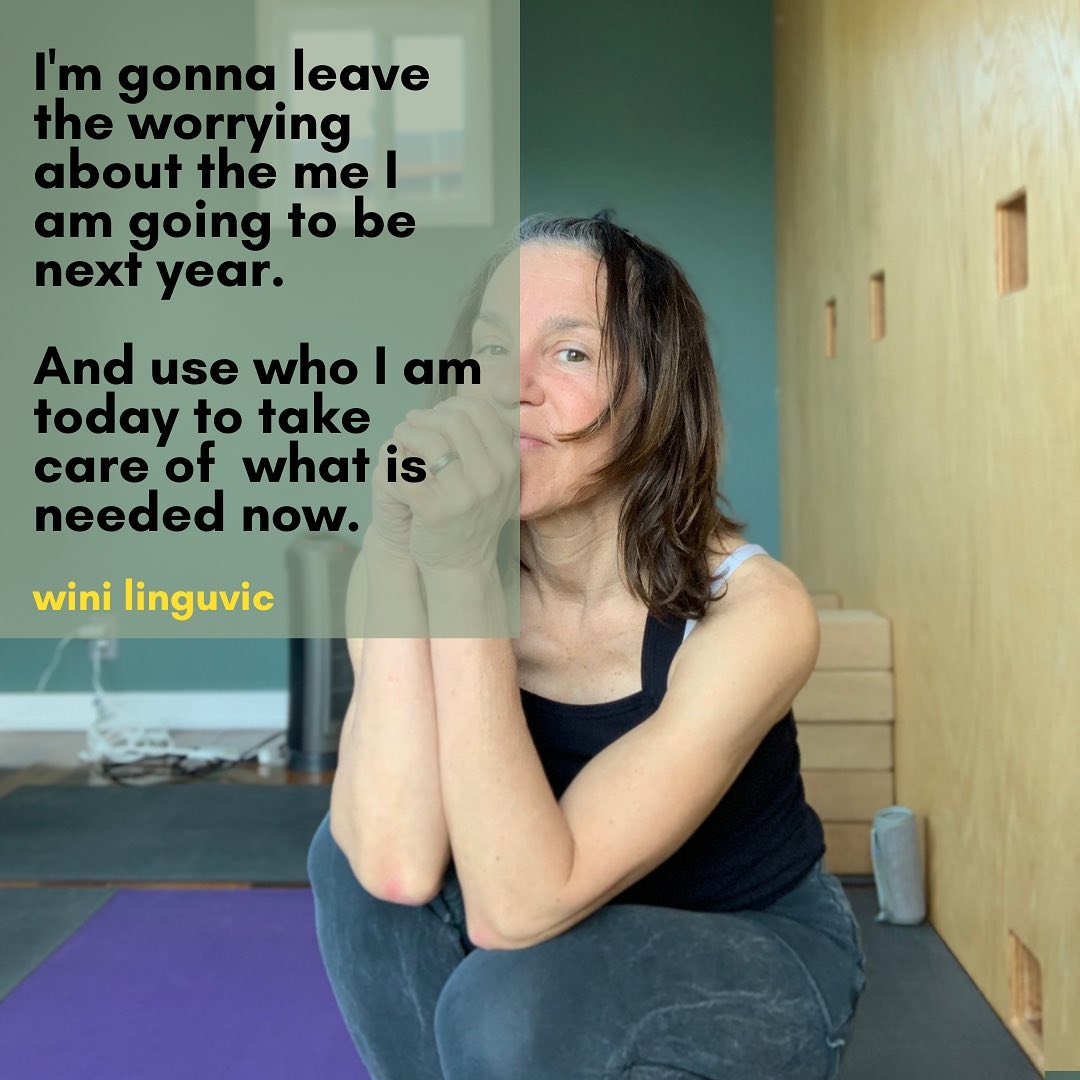 I'm gonna leave
the worrying
about the me I
am going to be
next year.
And use who I am
today to take
care of what is
needed now.
wini linguvic